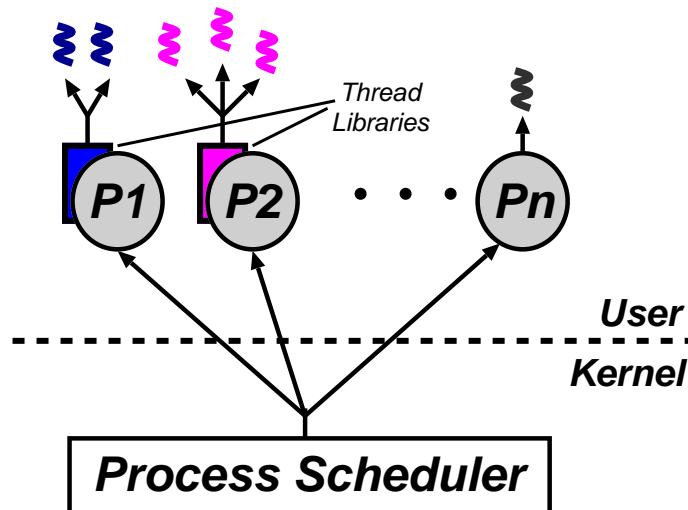 Thread
Libraries
P1
P2
Pn
User
Kernel
Process Scheduler